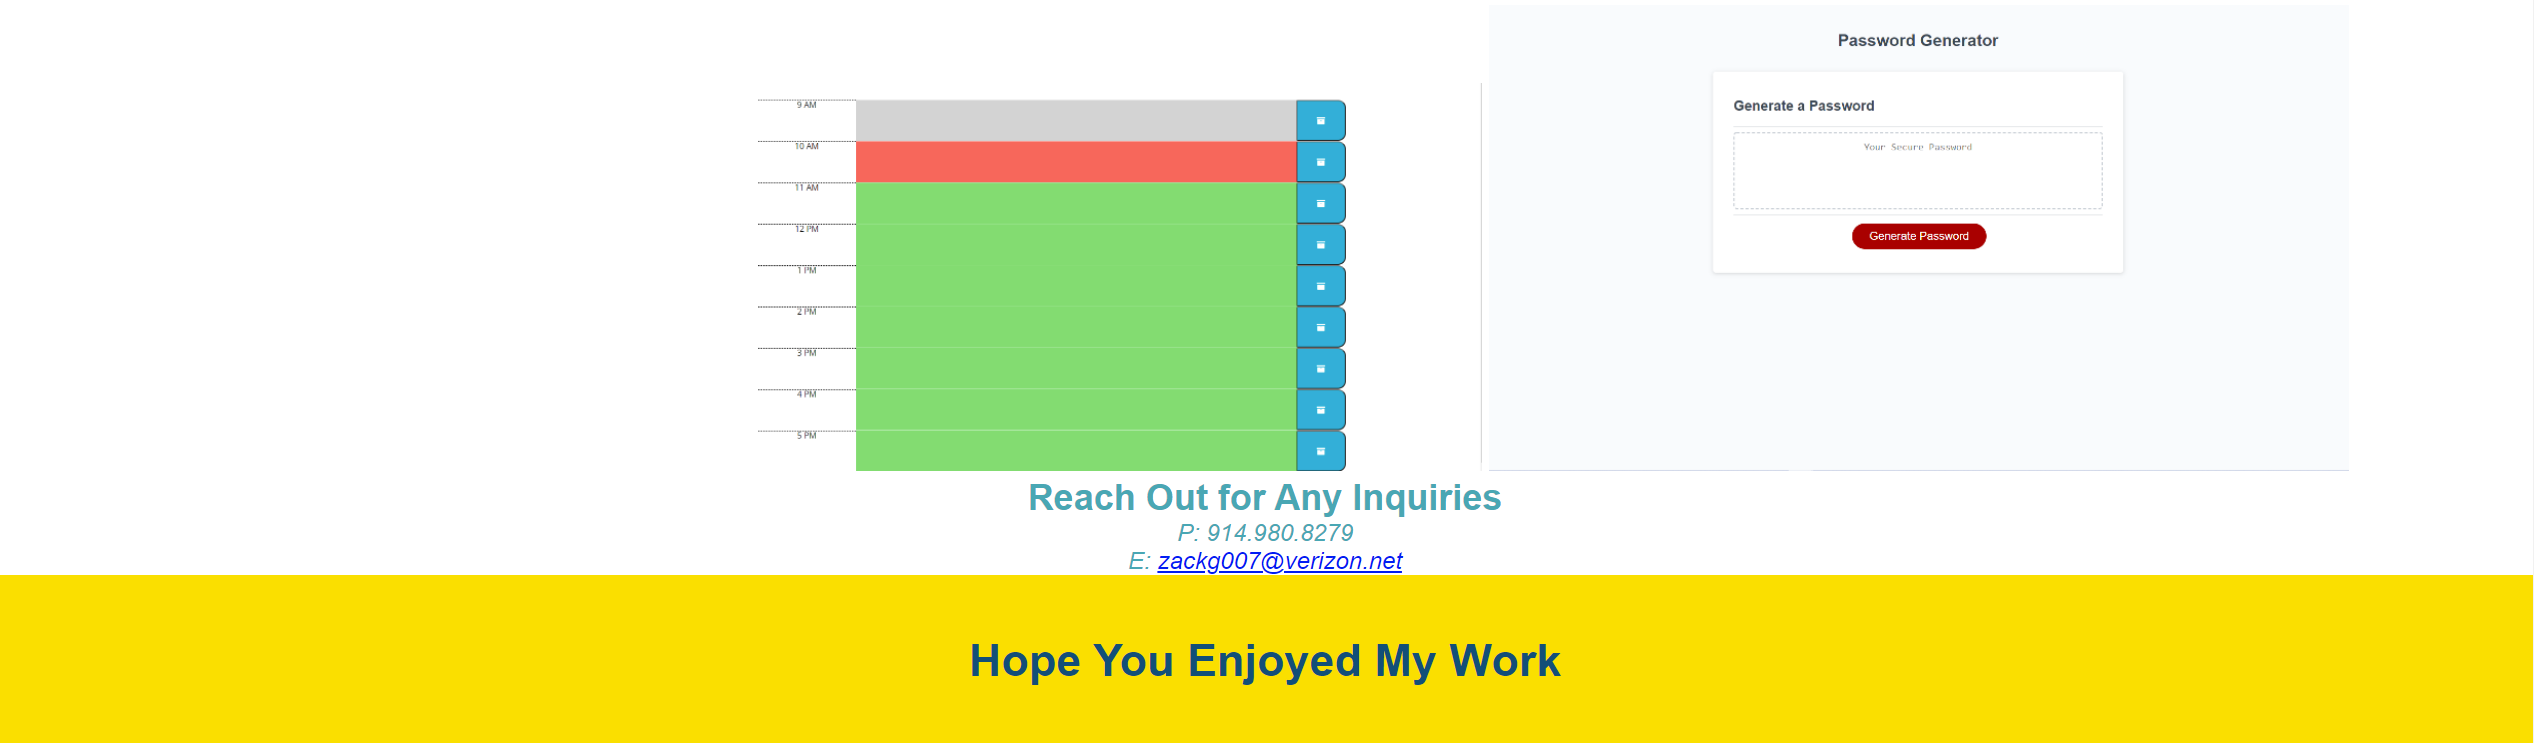 Password Generator
Generate a Password
Your Secure Password
Generate Password
9 AM
10 AM
11 AM
12 PM
1 PM
2 PM
3 PM
4 PM
5 PM
Reach Out for Any Inquiries
P: 914.980.8279
E: zackg007@verizon.net
Hope You Enjoyed My Work